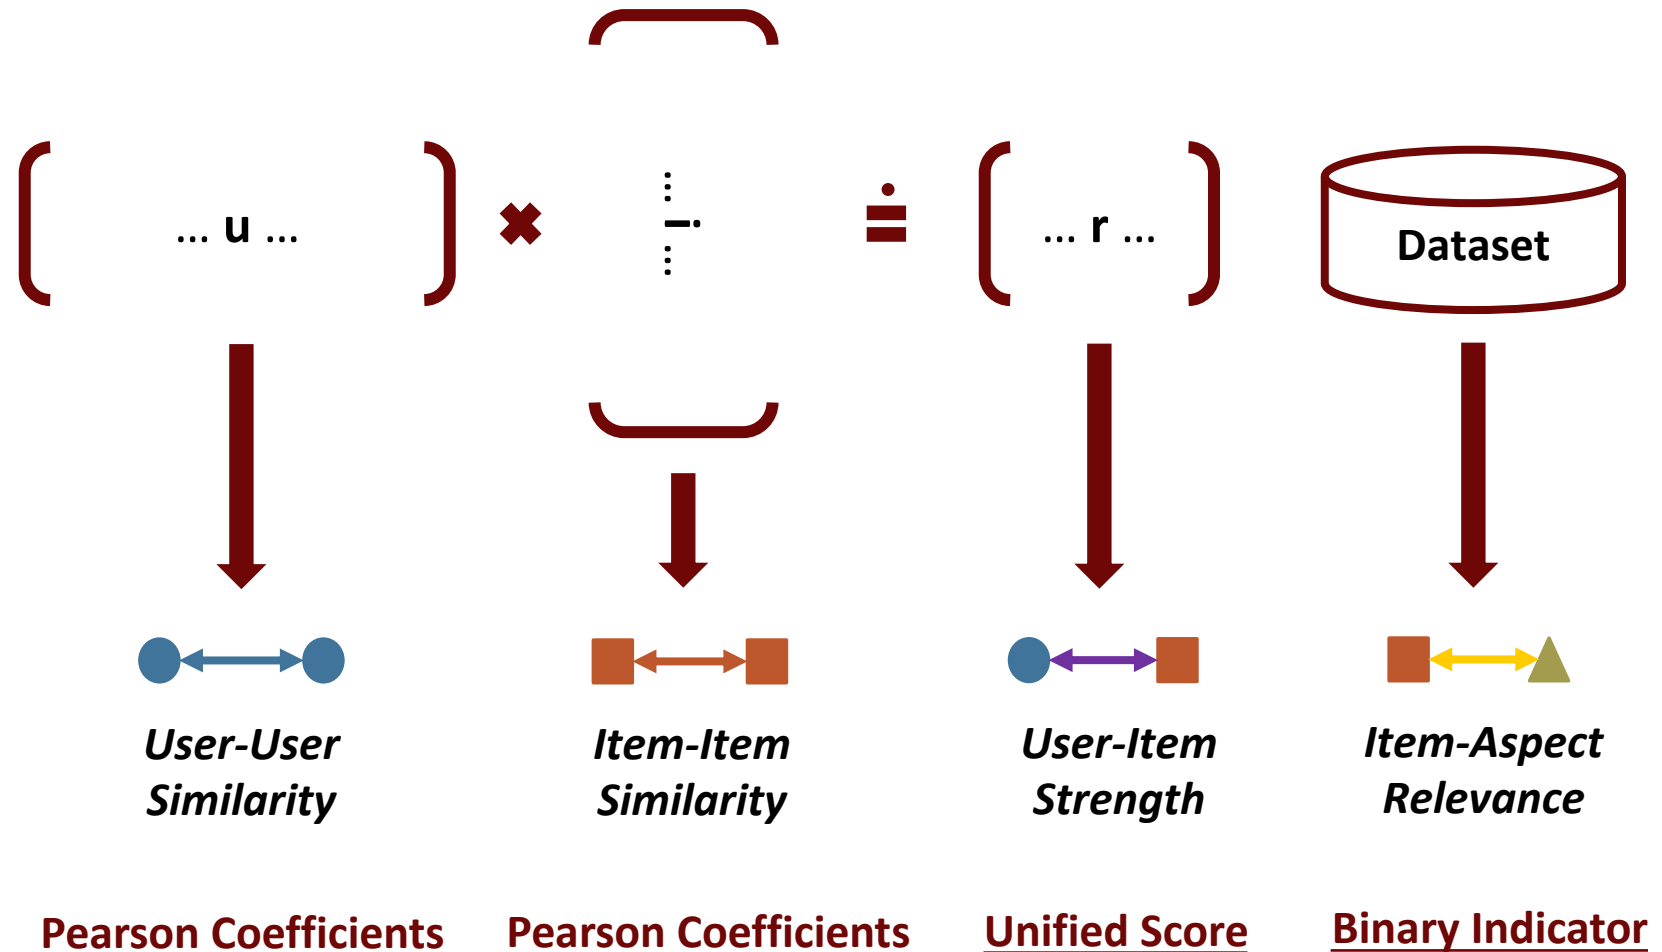 ... u ...
... i ...
... r ...
Dataset
User-User
Similarity
Item-Item
Similarity
User-Item
Strength
Item-Aspect
Relevance
Pearson Coefficients
Pearson Coefficients
Unified Score
Binary Indicator